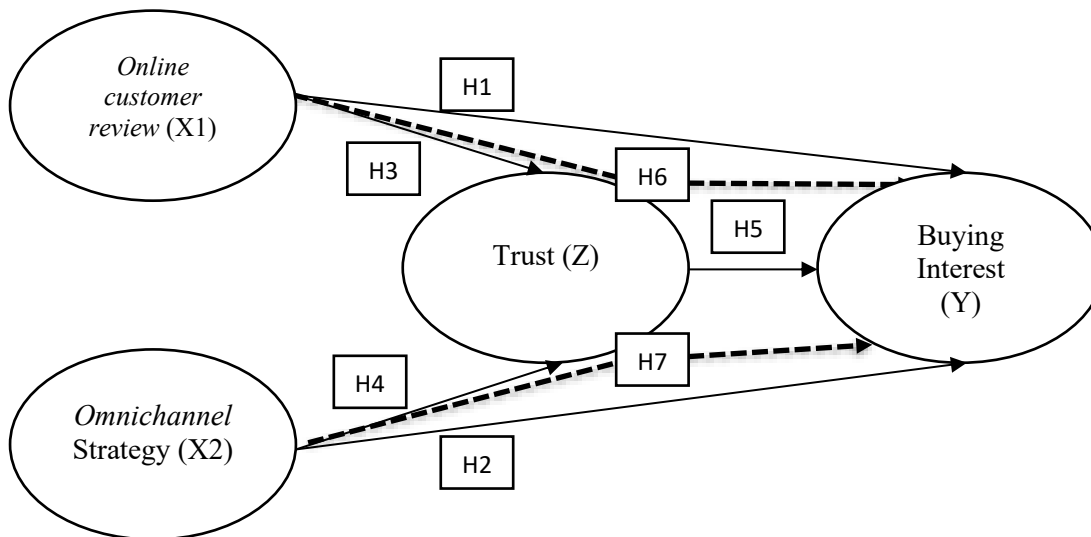 Online
customer
review (X1)
H1
H3
H6
H5
Trust (Z)
Buying
Interest
(Y)
H7
H4
Omnichannel
Strategy (X2)
H2